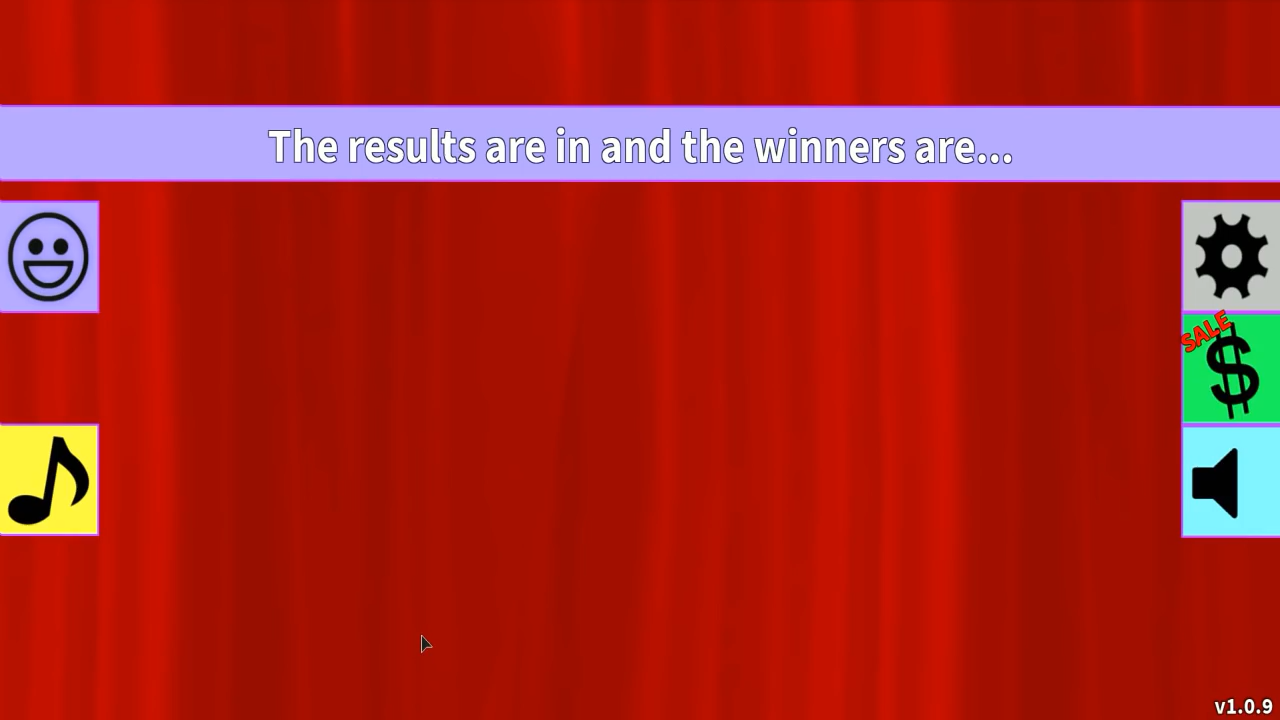 The results are in and the winners are...
SALE
$
v1.0.9